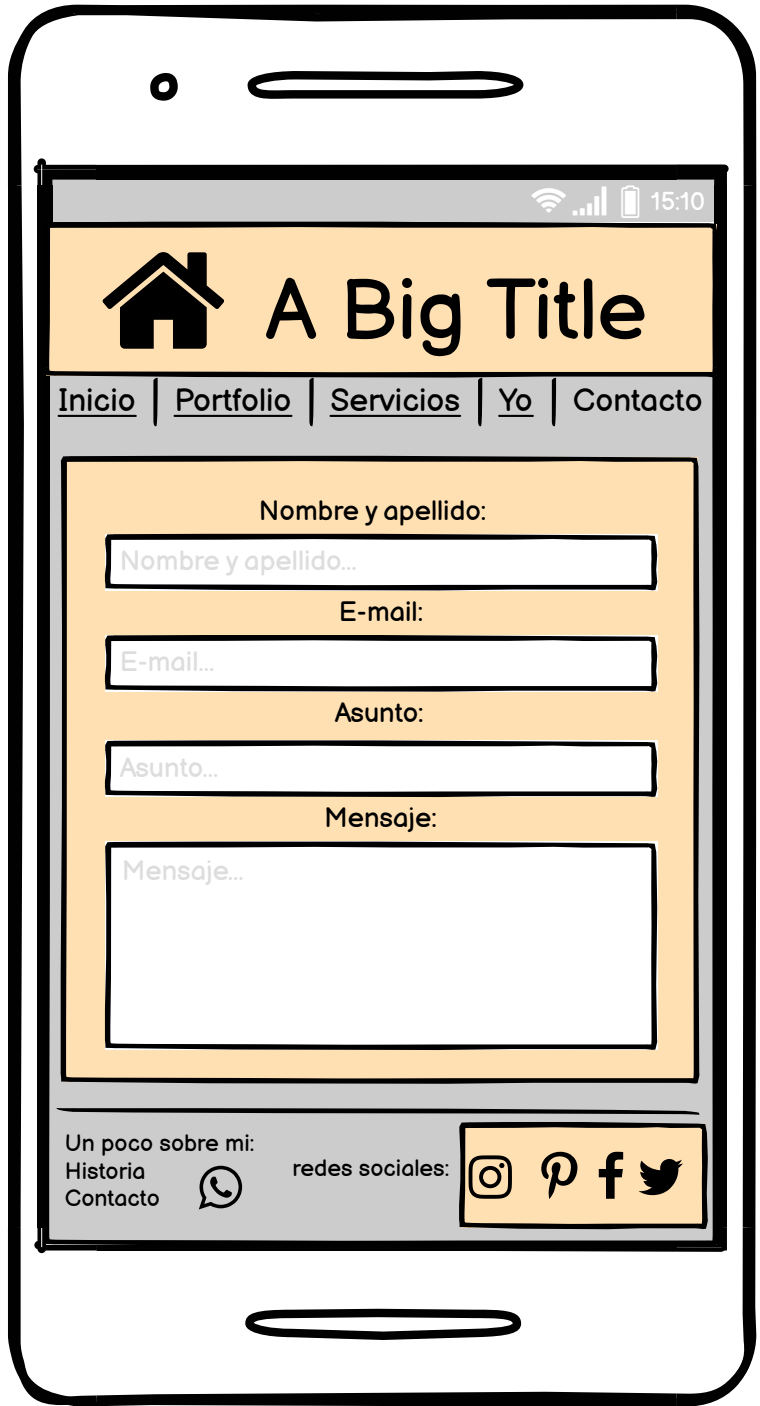 15:10
A Big Title
Inicio | Portfolio | Servicios | Yo | Contacto
Nombre y apellido:
Nombre y apellido...
E-mail:
E-mail...
Asunto:
Asunto...
Mensaje:
Mensaje...
Un poco sobre mi:
Historia
Contacto
redes sociales: